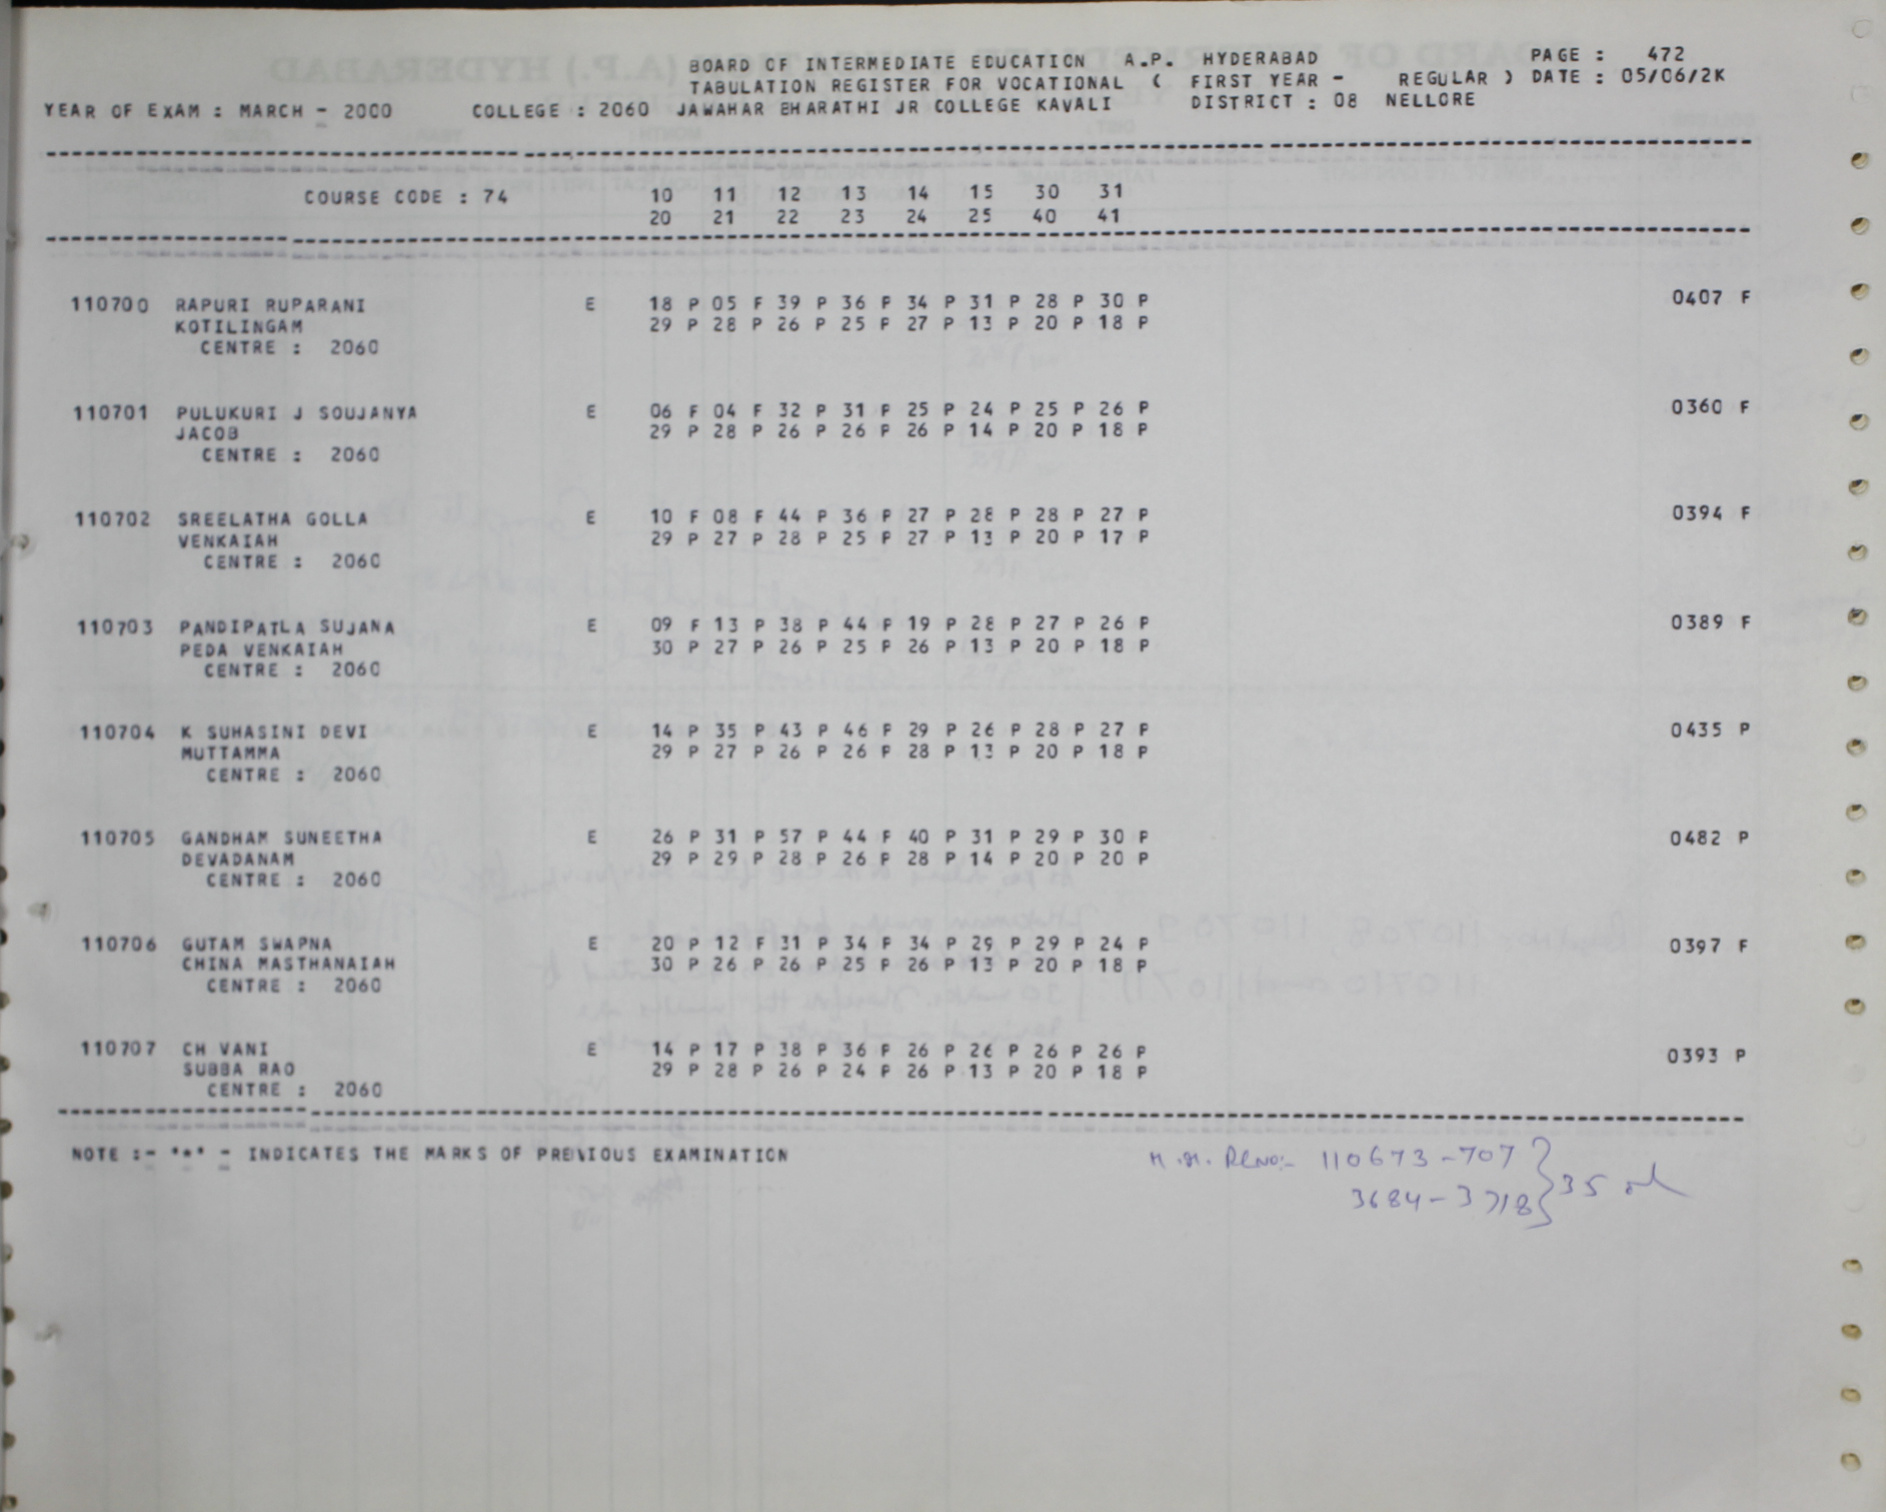 BOARD OF INTERMEDIATE EDUCATION A.P. HYDERABAD PAGE : 472
TABULATION REGISTER FOR VOCATIONAL ( FIRST YEAR - REGULAR ) DATE : 05/06/2K
YEAR OF EXAM : MARCH - 2000 COLLEGE : 2060 JAWAHAR BHARATHI JR COLLEGE KAVALI DISTRICT : 08 NELLORE
COURSE CODE : 74 10 11 12 13 14 15 30 31
20 21 22 23 24 25 40 41
110700 RAPURI RUPARANI E 18 P 05 F 39 P 36 P 34 P 31 P 28 P 30 P 0407 F
KOTILINGAM 29 P 28 P 26 P 25 P 27 P 13 P 20 P 18 P
CENTRE : 2060
110701 PULUKURI J SOUJANYA E 06 F 04 F 32 P 31 P 25 P 24 P 25 P 26 P 0360 F
JACOB 29 P 28 P 26 P 26 P 26 P 14 P 20 P 18 P
CENTRE : 2060
110702 SREELATHA GOLLA E 10 F 08 F 44 P 36 P 27 P 28 P 28 P 27 P 0394 F
VENKAIAH 29 P 27 P 28 P 25 P 27 P 13 P 20 P 17 P
CENTRE : 2060
110703 PANDIPATLA SUJANA E 09 F 13 P 38 P 44 P 19 P 28 P 27 P 26 P 0389 F
PEDA VENKAIAH 30 P 27 P 26 P 25 P 26 P 13 P 20 P 18 P
CENTRE : 2060
110704 K SUHASINI DEVI E 14 P 35 P 43 P 46 P 29 P 26 P 28 P 27 P 0435 P
MUTTAMMA 29 P 27 P 26 P 26 P 28 P 13 P 20 P 18 P
CENTRE : 2060
110705 GANDHAM SUNEETHA E 26 P 31 P 57 P 44 P 40 P 31 P 29 P 30 P 0482 P
DEVADANAM 29 P 29 P 28 P 26 P 28 P 14 P 20 P 20 P
CENTRE : 2060
110706 GUTAM SWAPNA E 20 P 12 F 31 P 34 P 34 P 29 P 29 P 24 P 0397 F
CHINA MASTHANAIAH 30 P 26 P 26 P 25 P 26 P 13 P 20 P 18 P
CENTRE : 2060
110707 CH VANI E 14 P 17 P 38 P 36 P 26 P 26 P 26 P 26 P 0393 P
SUBBA RAO 29 P 28 P 26 P 24 P 26 P 13 P 20 P 18 P
CENTRE : 2060
NOTE :- "*" - INDICATES THE MARKS OF PREVIOUS EXAMINATION
M.M. RlNo:- 110673-707 } 35
3684-3718